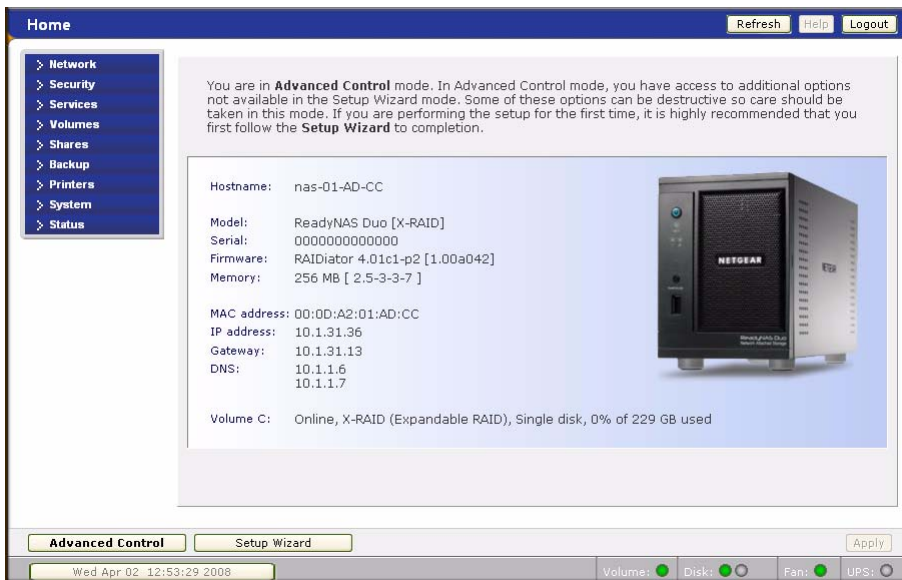 Home
Refresh
Help
Logout
Network
Security
Services
Volumes
Shares
Backup
Printers
System
Status
You are in Advanced Control mode. In Advanced Control mode, you have access to additional options
not available in the Setup Wizard mode. Some of these options can be destructive so care should be
taken in this mode. If you are performing the setup for the first time, it is highly recommended that you
first follow the Setup Wizard to completion.
Hostname: nas-01-AD-CC
Model: ReadyNAS Duo [X-RAID]
Serial: 0000000000000
Firmware: RAIDiator 4.01c1-p2 [1.00a042]
Memory: 256 MB [ 2.5-3-3-7 ]
MAC address: 00:0D:A2:01:AD:CC
IP address: 10.1.31.36
Gateway: 10.1.31.13
DNS: 10.1.1.6
10.1.1.7
Volume C: Online, X-RAID (Expandable RAID), Single disk, 0% of 229 GB used
NETGEAR
NETGEAR
ReadyNAS Duo
Advanced Control
Setup Wizard
Apply
Wed Apr 02 12:53:29 2008
Volume:
Disk:
Fan:
UPS: